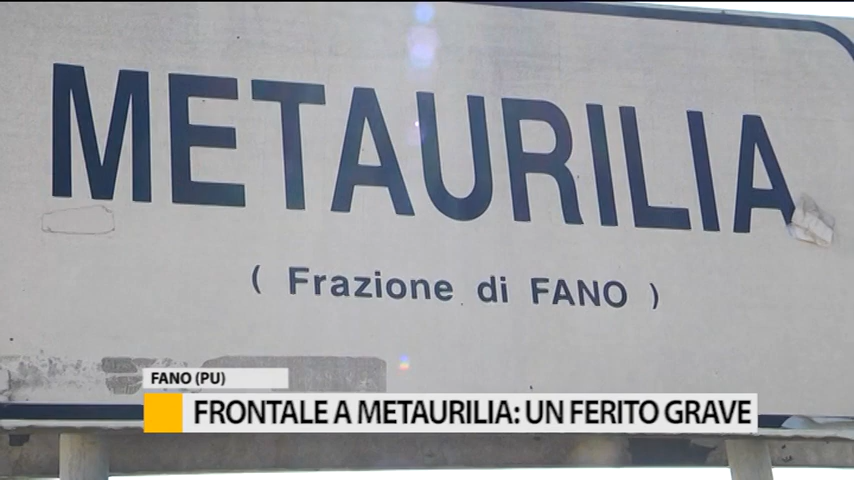 METAURILIA
( Frazione di FANO )
FANO (PU)
FRONTALE A METAURILIA: UN FERITO GRAVE